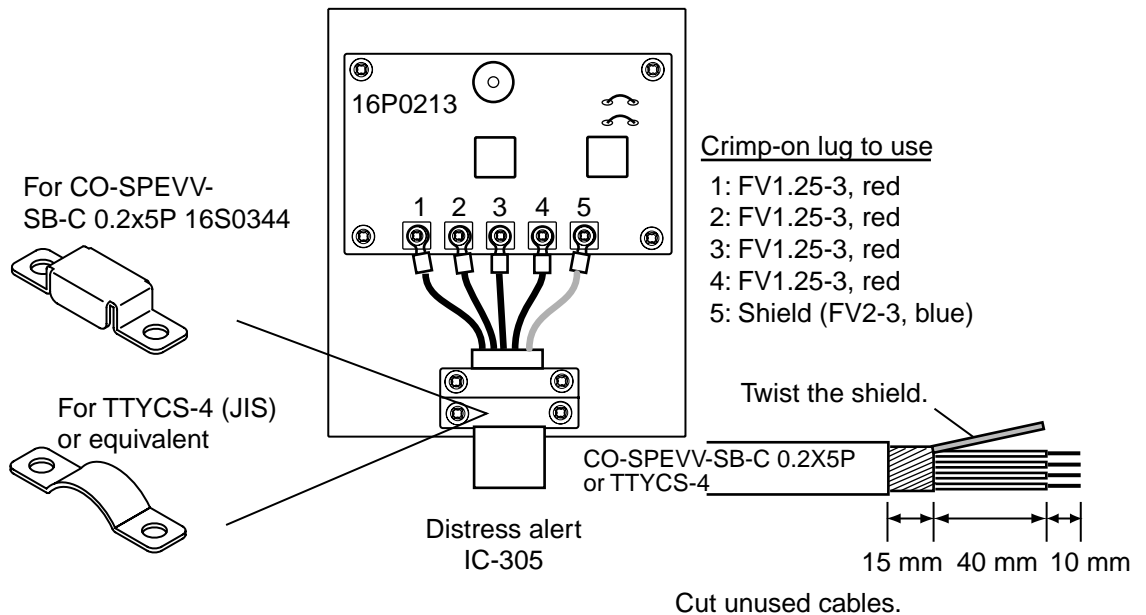 16P0213
1 2 3 4 5
For CO-SPEVV-
SB-C 0.2x5P 16S0344
For TTYCS-4 (JIS)
or equivalent
Crimp-on lug to use
1: FV1.25-3, red
2: FV1.25-3, red
3: FV1.25-3, red
4: FV1.25-3, red
5: Shield (FV2-3, blue)
Twist the shield.
CO-SPEVV-SB-C 0.2X5P
or TTYCS-4
15 mm 40 mm 10 mm
Distress alert
IC-305
Cut unused cables.